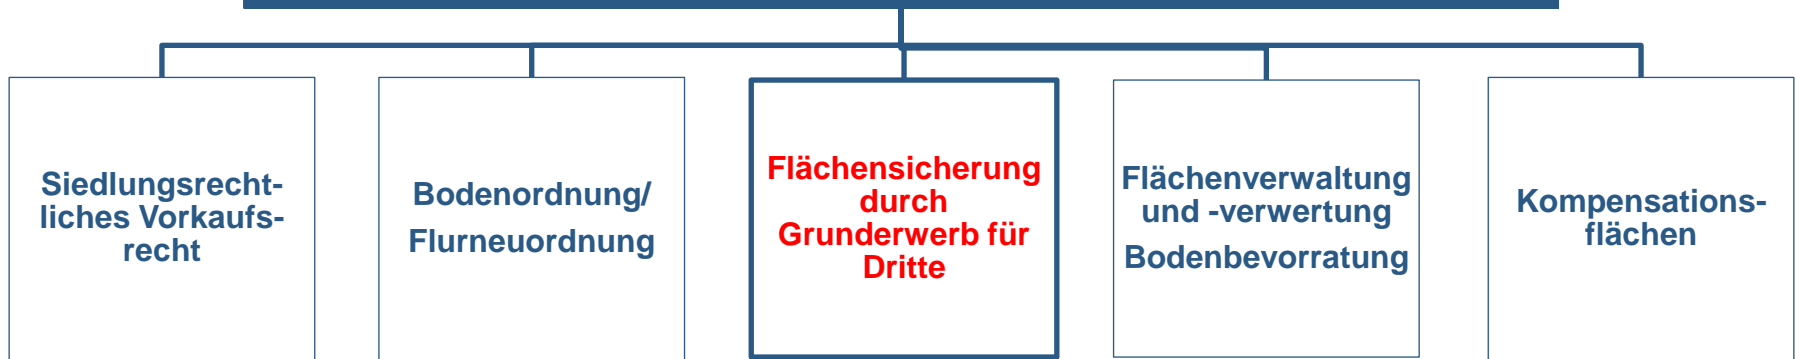 Siedlungsrecht-
liches Vorkaufs-
recht
Bodenordnung/
Flurneuordnung
Flächensicherung
durch
Grunderwerb für
Dritte
Flächenverwaltung
und -verwertung
Bodenbevorratung
Kompensations-
flächen